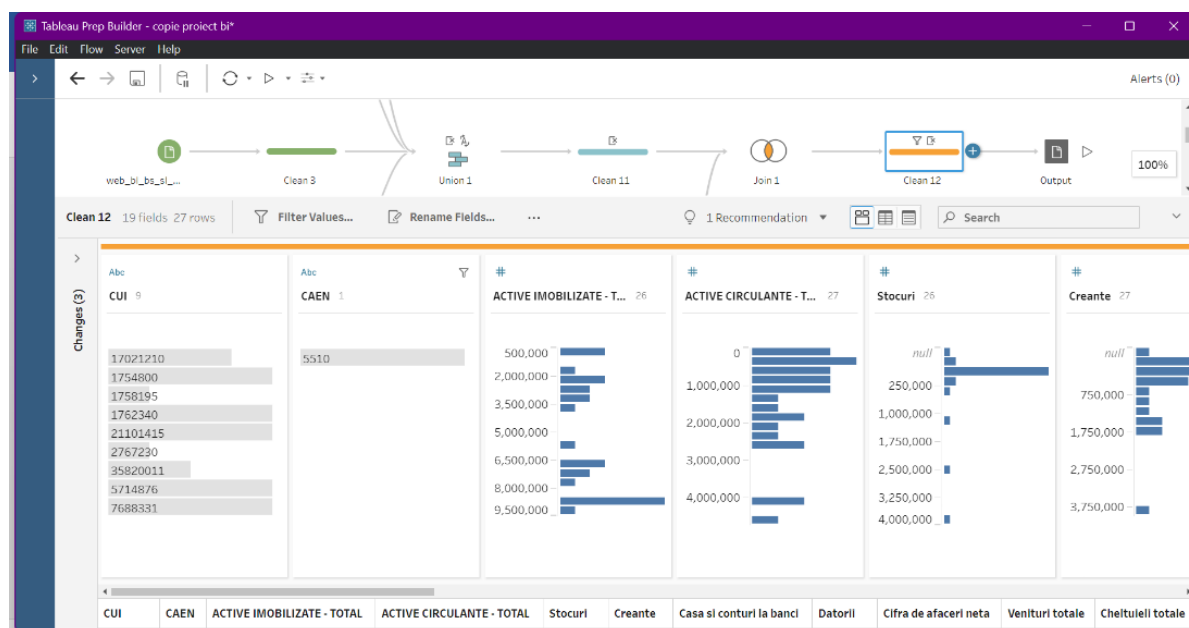 Tableau Prep Builder - copie proiect bi*
File Edit Flow Server Help
Alerts (0)
web_bl_bs_sl_...
Clean 3
Union 1
Clean 11
Join 1
Clean 12
Output
100%
Clean 12 19 fields 27 rows Filter Values... Rename Fields... ... 1 Recommendation Search
Changes (3)
Abc
CUI 9
17021210
1754800
1758195
1762340
21101415
2767230
35820011
5714876
7688331
Abc
CAEN 1
5510
#
ACTIVE IMOBILIZATE - T... 26
500,000
2,000,000
3,500,000
5,000,000
6,500,000
8,000,000
9,500,000
#
ACTIVE CIRCULANTE - T... 27
0
1,000,000
2,000,000
3,000,000
4,000,000
#
Stocuri 26
null
250,000
1,000,000
1,750,000
2,500,000
3,250,000
4,000,000
#
Creante 27
null
750,000
1,750,000
2,750,000
3,750,000
CUI CAEN ACTIVE IMOBILIZATE - TOTAL ACTIVE CIRCULANTE - TOTAL Stocuri Creante Casa si conturi la banci Datorii Cifra de afaceri neta Venituri totale Cheltuieli totale